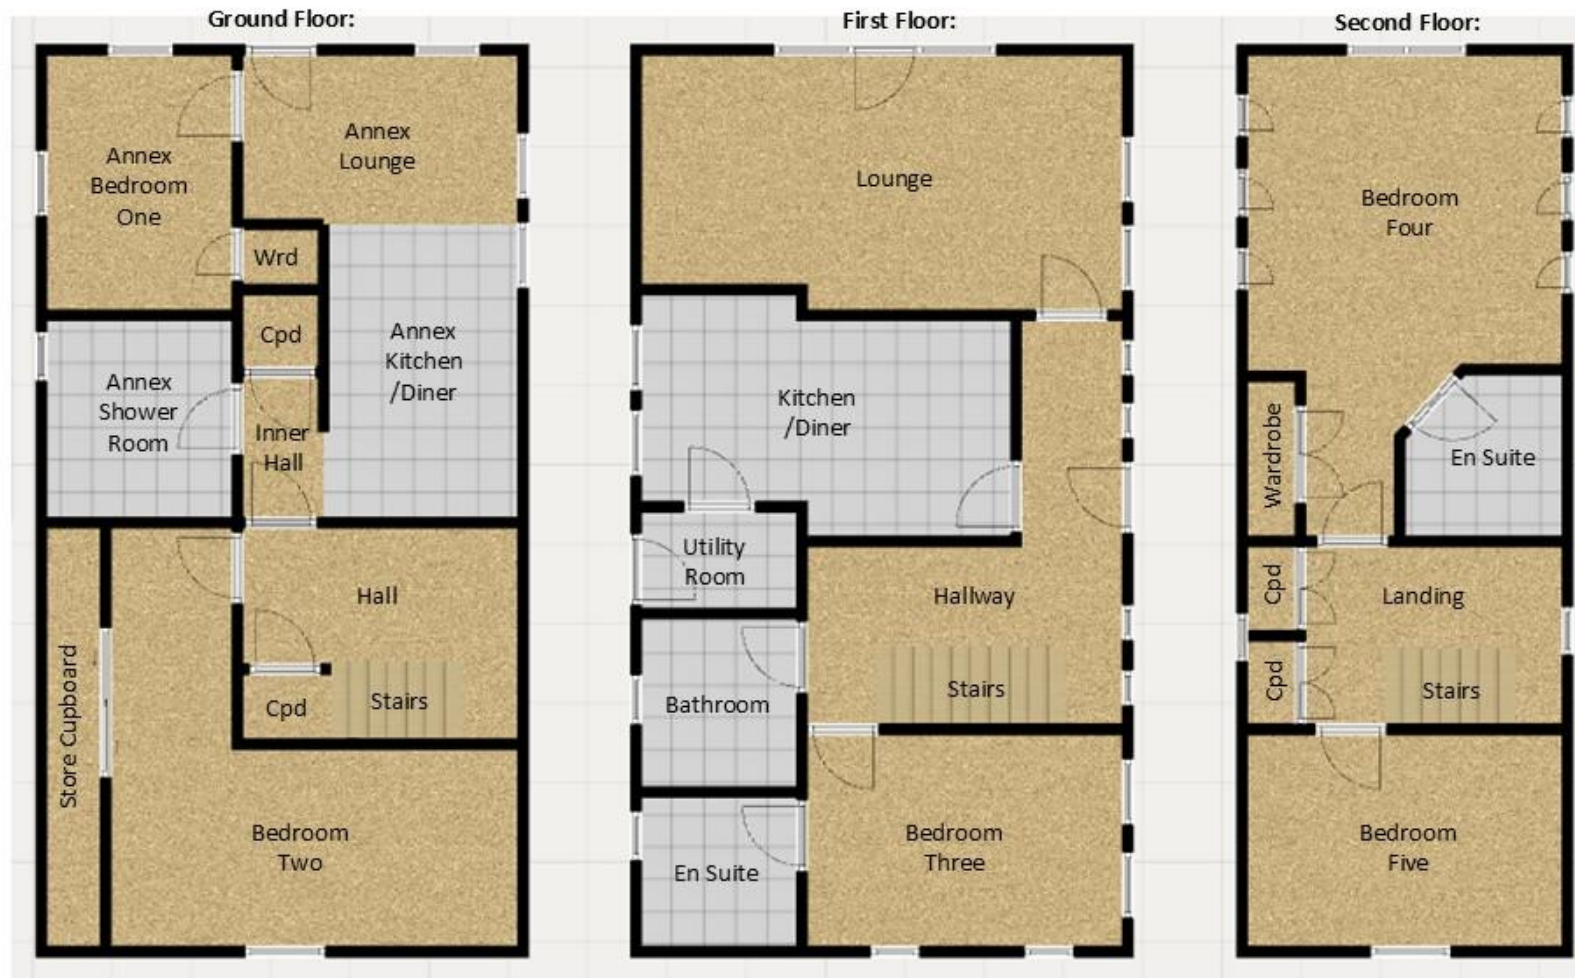 Ground Floor:
Annex
Bedroom
One
Annex
Lounge
Wrd
Cpd
Annex
Kitchen
/Diner
Annex
Shower
Room
Inner
Hall
Hall
Cpd
Stairs
Store Cupboard
Bedroom
Two
First Floor:
Lounge
Kitchen
/Diner
Utility
Room
Hallway
Bathroom
Stairs
En Suite
Bedroom
Three
Second Floor:
Bedroom
Four
Wardrobe
En Suite
Cpd
Landing
Cpd
Stairs
Bedroom
Five